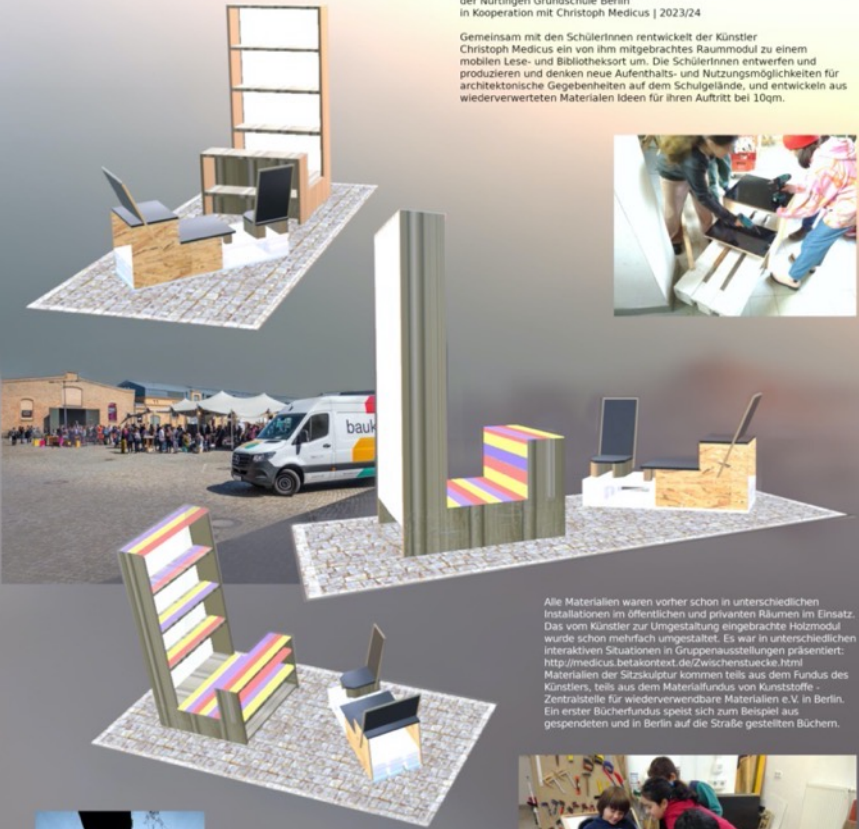 der Nürtingen Grundschule Berlin
in Kooperation mit Christoph Medicus | 2023/24
Gemeinsam mit den SchülerInnen rentwickelt der Künstler
Christoph Medicus ein von ihm mitgebrachtes Raummodul zu einem
mobilen Lese- und Bibliotheksort um. Die SchülerInnen entwerfen und
produzieren und denken neue Aufenthalts- und Nutzungsmöglichkeiten für
architektonische Gegebenheiten auf dem Schulgelände, und entwickeln aus
wiederverwerteten Materialen Ideen für ihren Auftritt bei 10qm.
bauk
Alle Materialien waren vorher schon in unterschiedlichen
Installationen im öffentlichen und privanten Räumen im Einsatz.
Das vom Künstler zur Umgestaltung eingebrachte Holzmodul
wurde schon mehrfach umgestaltet. Es war in unterschiedlichen
interaktiven Situationen in Gruppenausstellungen präsentiert:
http://medicus.betakontext.de/Zwischenstuecke.html
Materialien der Sitzskulptur kommen teils aus dem Fundus des
Künstlers, teils aus dem Materialfundus von Kunststoffe -
Zentralstelle für wiederverwendbare Materialien e.V. in Berlin.
Ein erster Bücherfundus speist sich zum Beispiel aus
gespendeten und in Berlin auf die Straße gestellten Büchern.